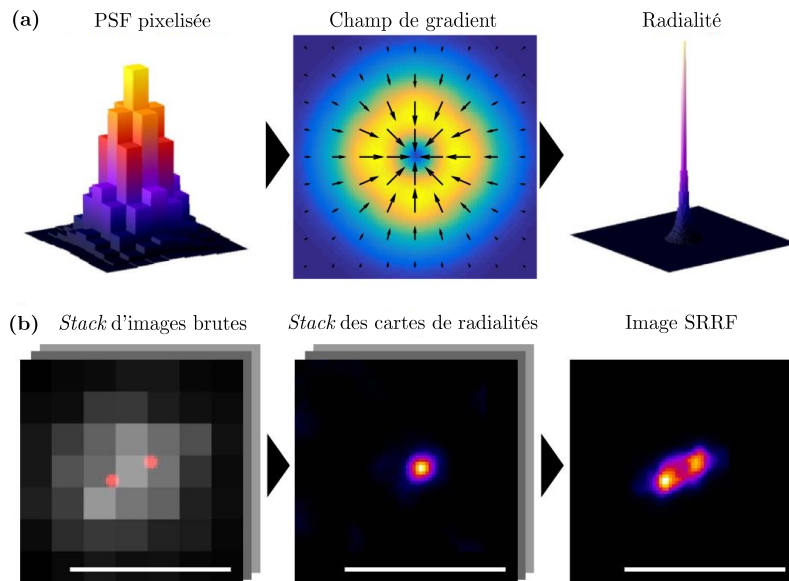 (a) PSF pixelisée Champ de gradient Radialité
(b) Stack d'images brutes Stack des cartes de radialités Image SRRF